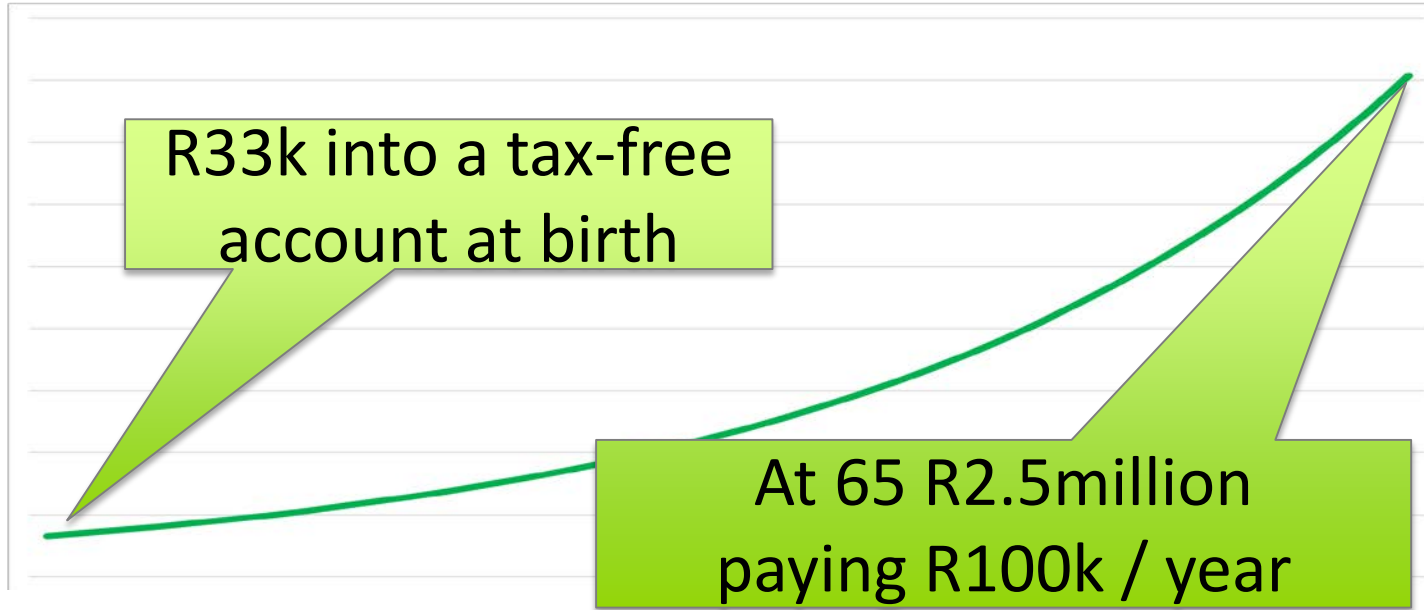 R33k into a tax-free
account at birth
At 65 R2.5million
paying R100k / year